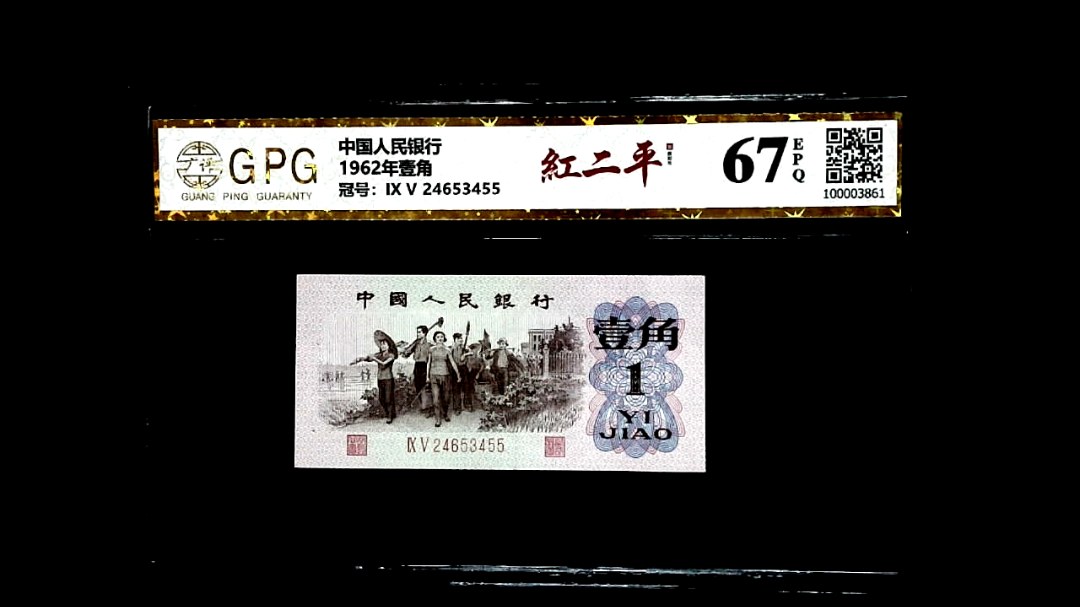 GPG
GUANG PING GUARANTY
中国人民银行
1962年壹角
冠号：IX V 24653455
紅二平
67
EPQ
100003861
中國人民銀行
壹角
1
YI
JIAO
IX V 24653455